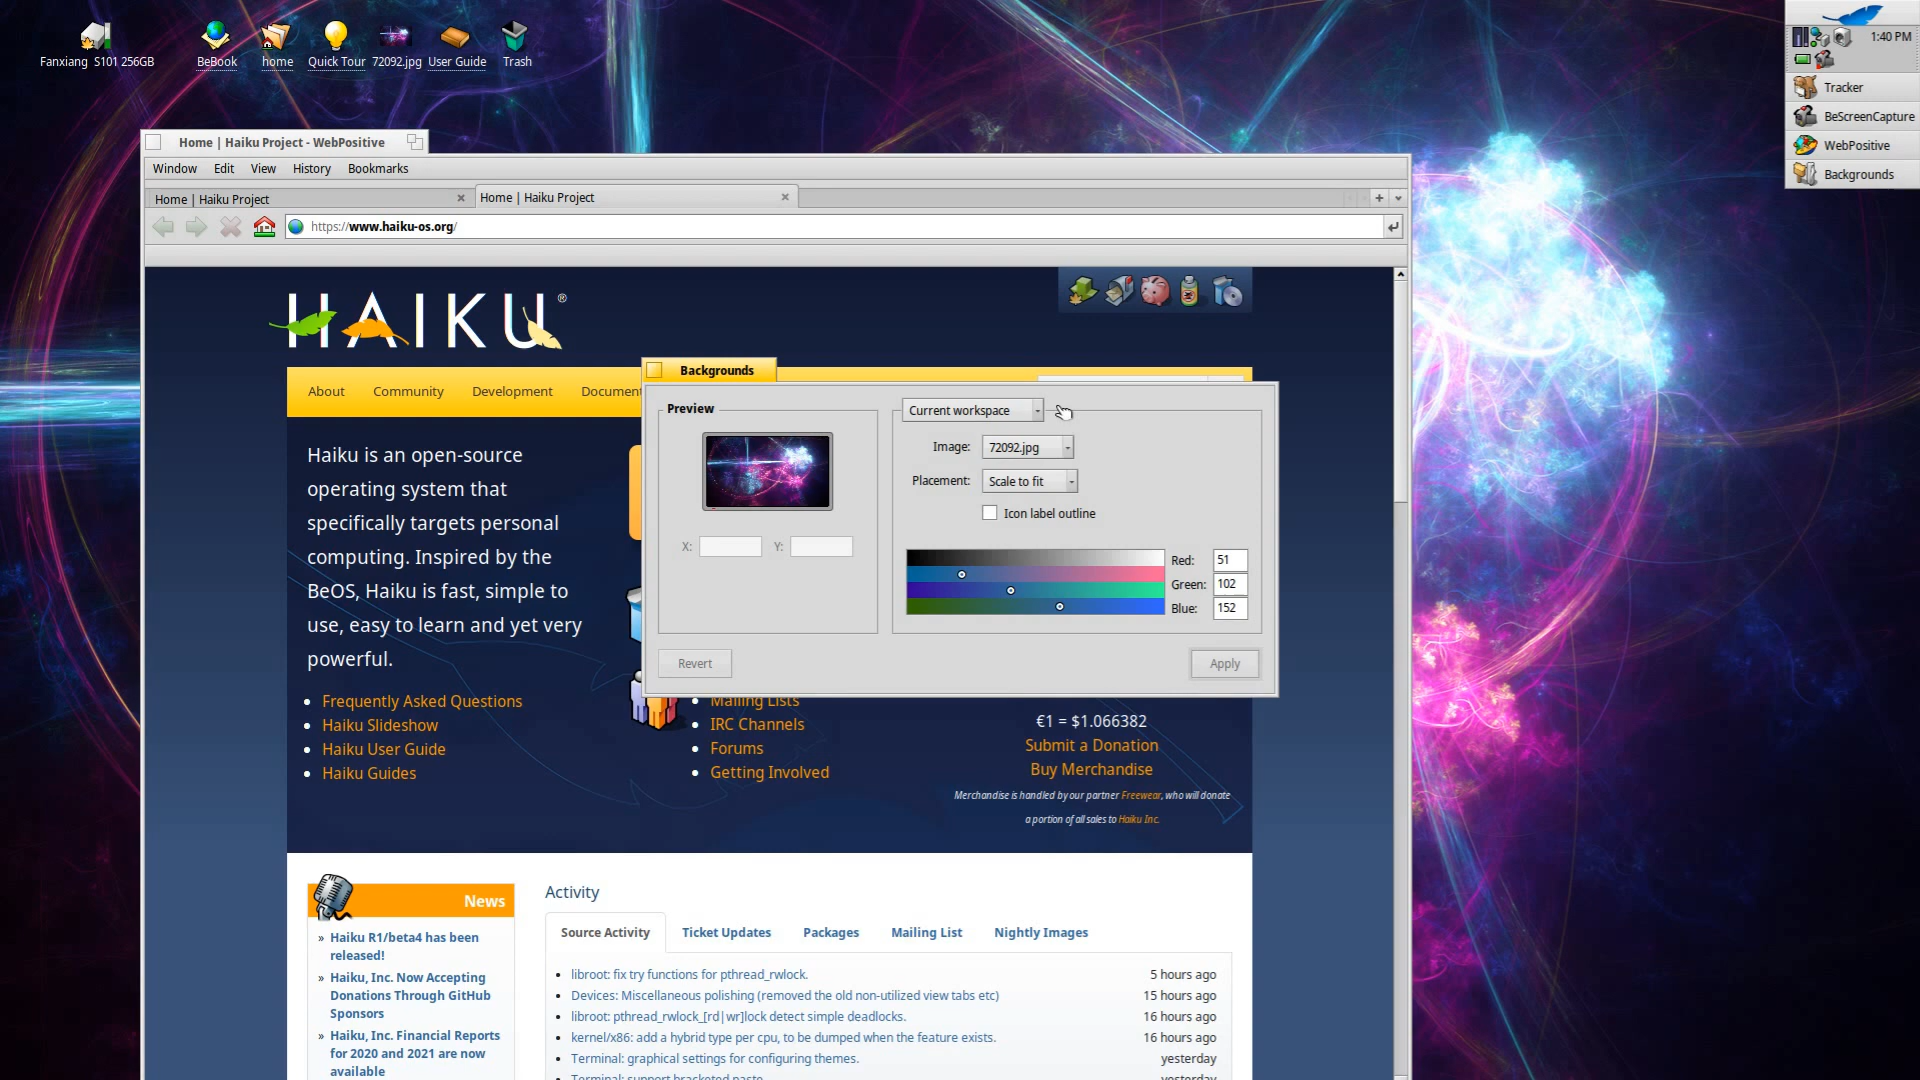 Fanxiang S101 256GB
BeBook
home
Quick Tour
72092.jpg
User Guide
Trash
1:40 PM
Tracker
BeScreenCapture
WebPositive
Backgrounds
Home | Haiku Project - WebPositive
Window Edit View History Bookmarks
Home | Haiku Project
Home | Haiku Project
https://www.haiku-os.org/
HAIKU®
About Community Development Document
Haiku is an open-source
operating system that
specifically targets personal
computing. Inspired by the
BeOS, Haiku is fast, simple to
use, easy to learn and yet very
powerful.
Frequently Asked Questions
Haiku Slideshow
Haiku User Guide
Haiku Guides
Backgrounds
Preview
X:
Y:
Current workspace
Image: 72092.jpg
Placement: Scale to fit
Icon label outline
Red: 51
Green: 102
Blue: 152
Revert
Apply
Mailing Lists
IRC Channels
Forums
Getting Involved
€1 = $1.066382
Submit a Donation
Buy Merchandise
Merchandise is handled by our partner Freewear, who will donate
a portion of all sales to Haiku Inc.
News
» Haiku R1/beta4 has been
released!
» Haiku, Inc. Now Accepting
Donations Through GitHub
Sponsors
» Haiku, Inc. Financial Reports
for 2020 and 2021 are now
available
Activity
Source Activity Ticket Updates Packages Mailing List Nightly Images
libroot: fix try functions for pthread_rwlock. 5 hours ago
Devices: Miscellaneous polishing (removed the old non-utilized view tabs etc) 15 hours ago
libroot: pthread_rwlock_[rd|wr]lock detect simple deadlocks. 16 hours ago
kernel/x86: add a hybrid type per cpu, to be dumped when the feature exists. 16 hours ago
Terminal: graphical settings for configuring themes. yesterday
Terminal: support bracketed paste yesterday